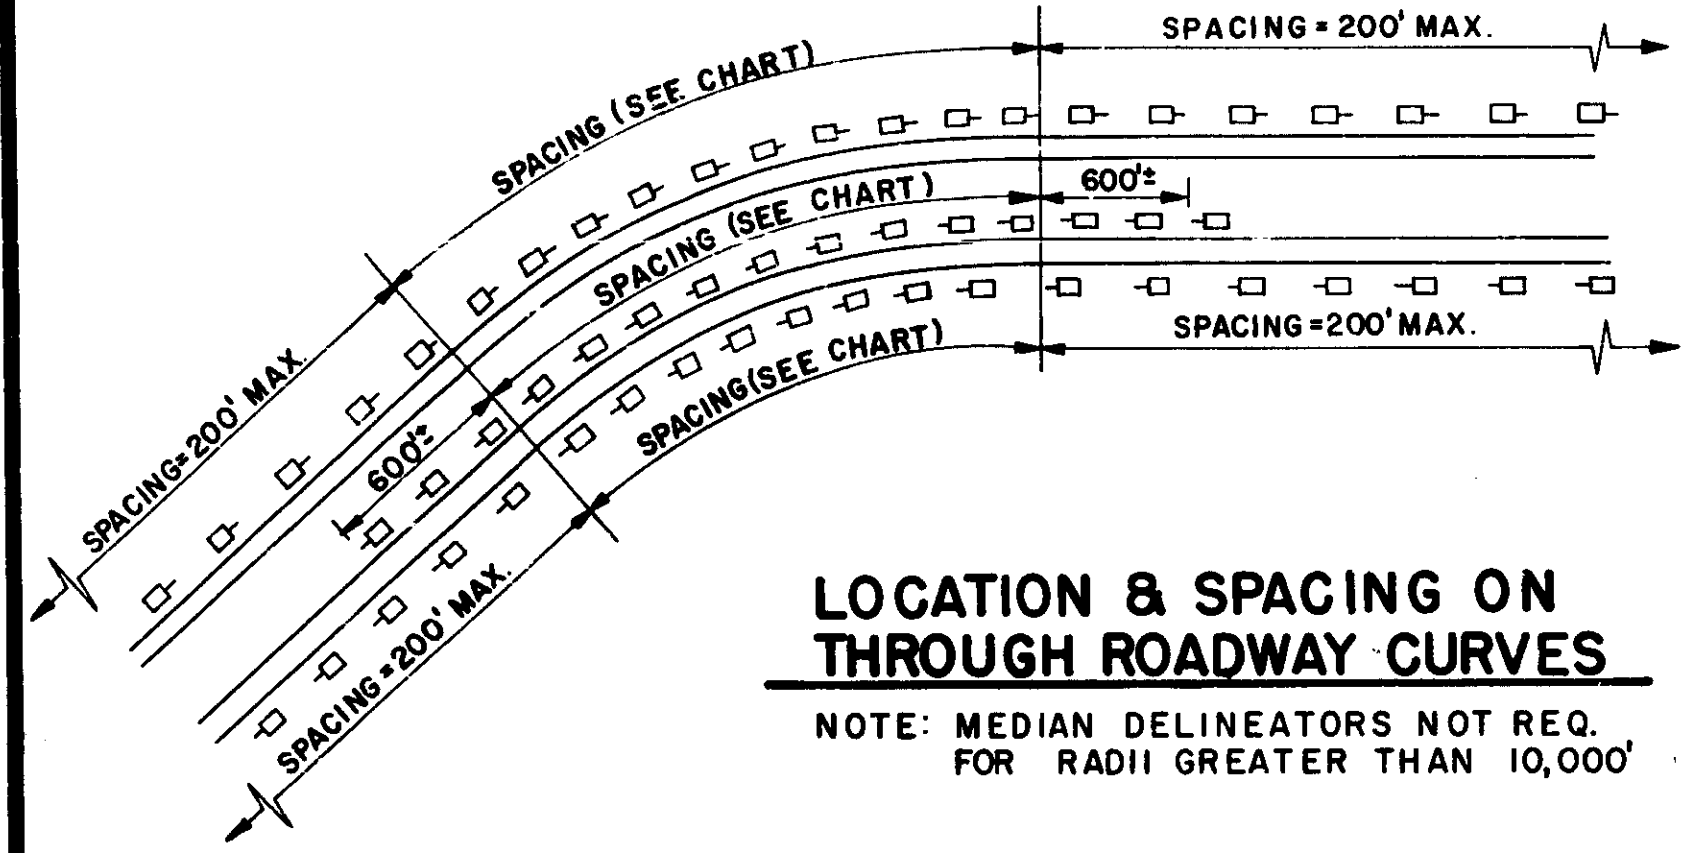 SPACING = 200' MAX.
SPACING (SEE CHART)
600'±
SPACING (SEE CHART)
SPACING=200' MAX.
SPACING(SEE CHART)
SPACING=200' MAX.
600'±
SPACING=200' MAX.
LOCATION & SPACING ON
THROUGH ROADWAY CURVES
NOTE: MEDIAN DELINEATORS NOT REQ.
FOR RADII GREATER THAN 10,000'